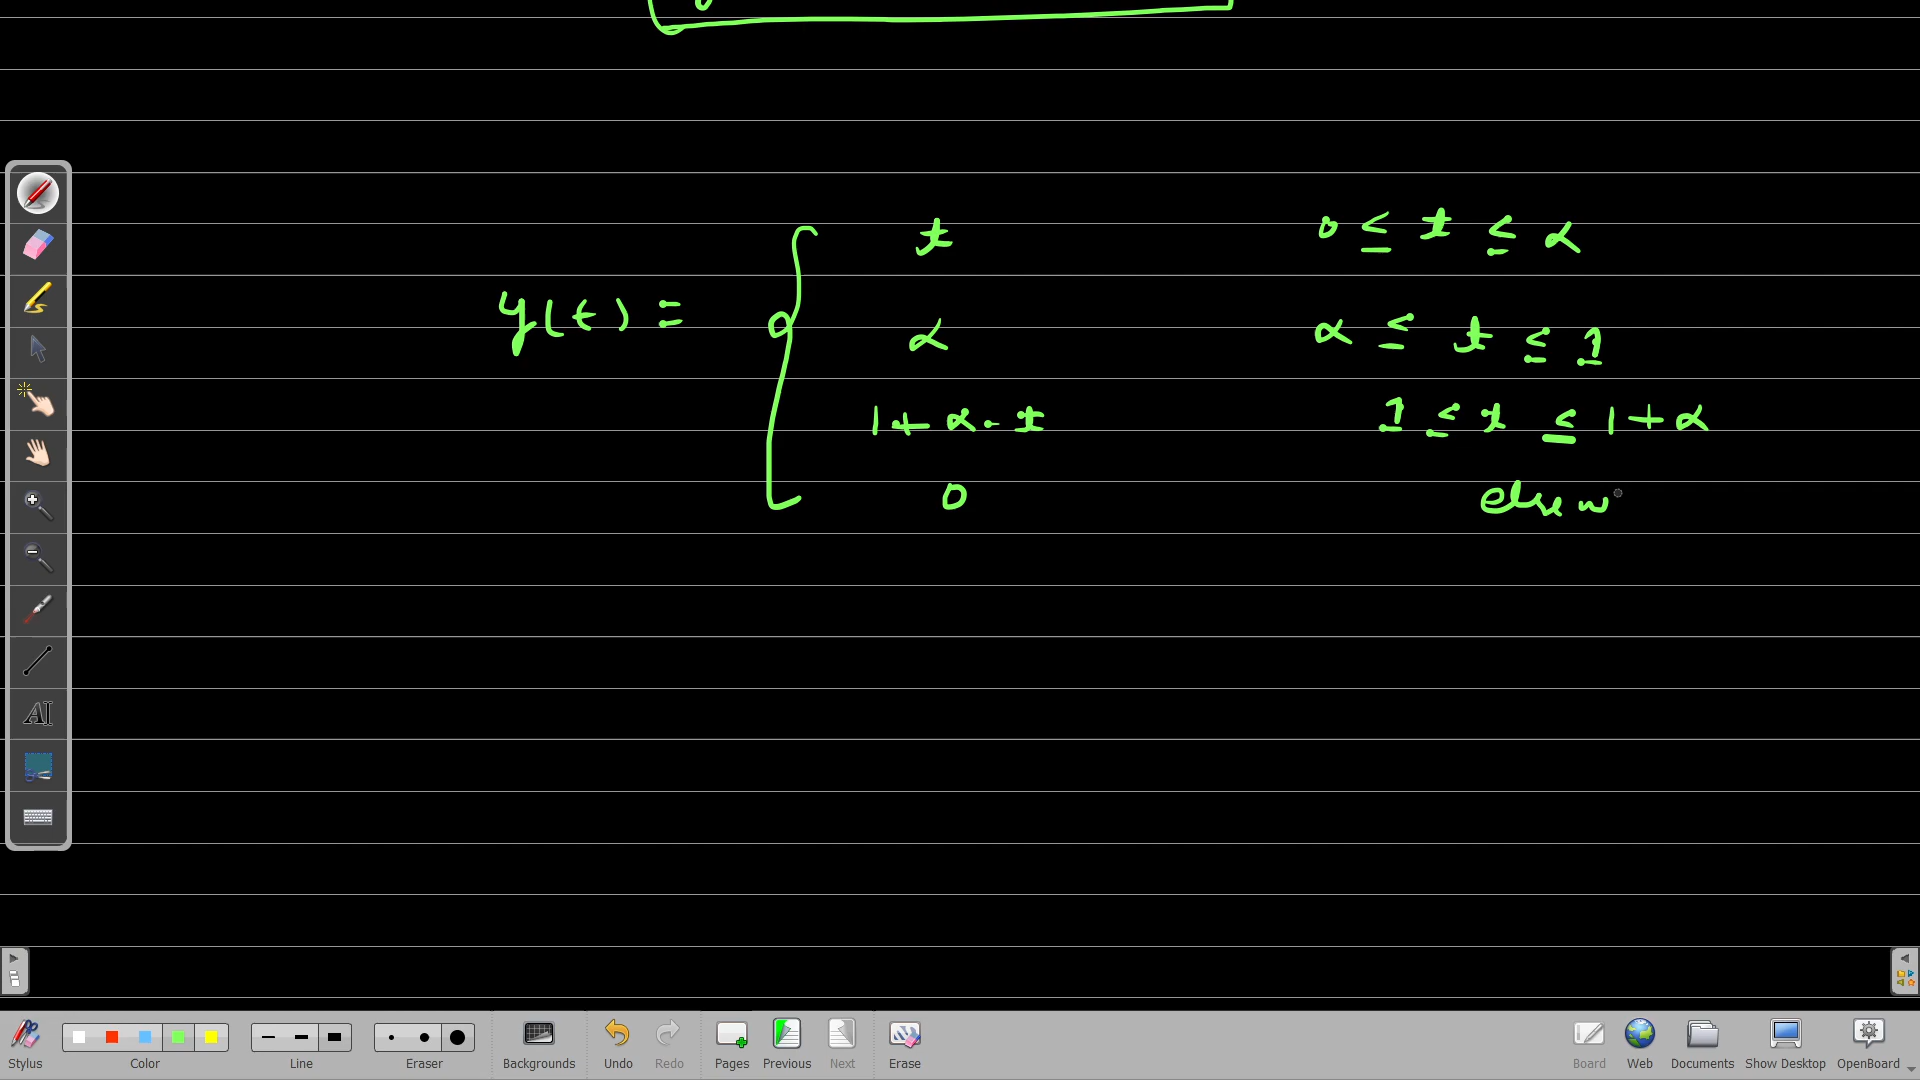 t 0 ≤ t ≤ α
y(t) = α α ≤ t ≤ 1
1 + α - t 1 ≤ t ≤ 1 + α
0 elsew
AI
Stylus Color Line Eraser Backgrounds Undo Redo Pages Previous Next Erase Board Web Documents Show Desktop OpenBoard